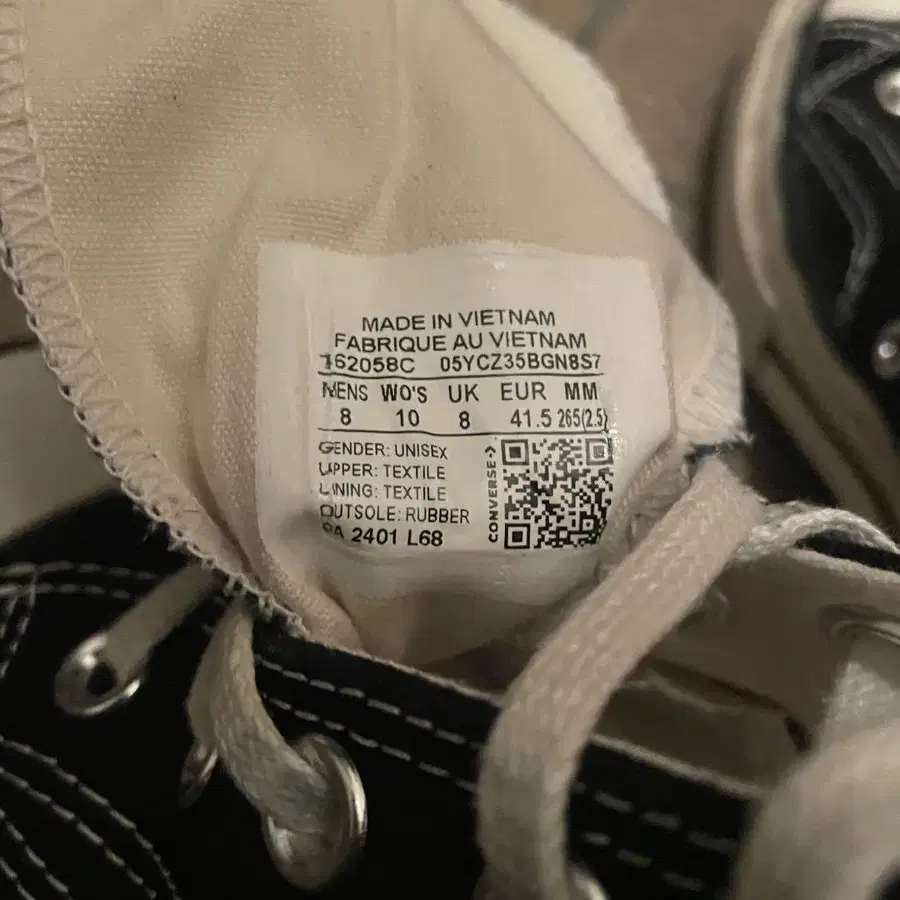 MADE IN VIETNAM
FABRIQUE AU VIETNAM
162058C 05YCZ35BGN8S7
MENS WO'S UK EUR MM
8 10 8 41.5 265(2.5)
GENDER: UNISEX
UPPER: TEXTILE
LINING: TEXTILE
OUTSOLE: RUBBER
2401 L68
CONVERSE